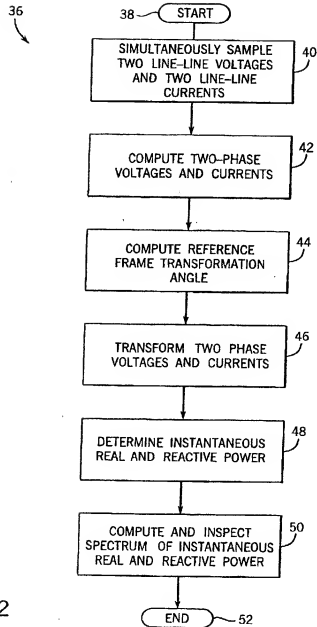 36
38
START
SIMULTANEOUSLY SAMPLE
TWO LINE-LINE VOLTAGES
AND TWO LINE-LINE
CURRENTS
40
COMPUTE TWO-PHASE
VOLTAGES AND CURRENTS
42
COMPUTE REFERENCE
FRAME TRANSFORMATION
ANGLE
44
TRANSFORM TWO PHASE
VOLTAGES AND CURRENTS
46
DETERMINE INSTANTANEOUS
REAL AND REACTIVE POWER
48
COMPUTE AND INSPECT
SPECTRUM OF INSTANTANEOUS
REAL AND REACTIVE POWER
50
2
END
52